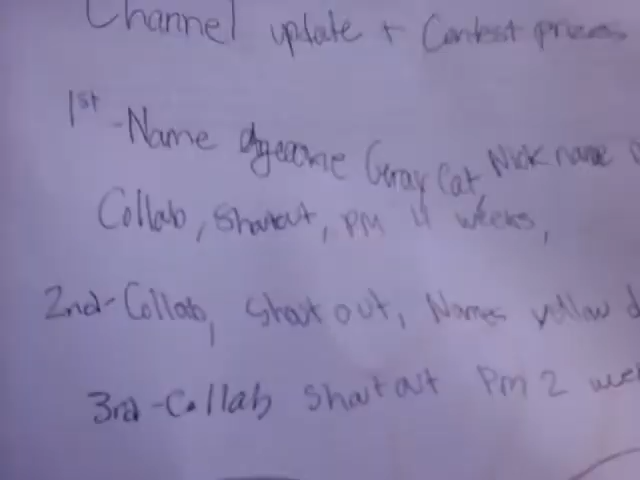 Channel update + Contest prizes
1st - Name Gray Cat, Nick name
Collab, Shoutout, PM 4 weeks,
2nd - Collab, Shout out, Names yellow
3rd - Collab Shout out PM 2